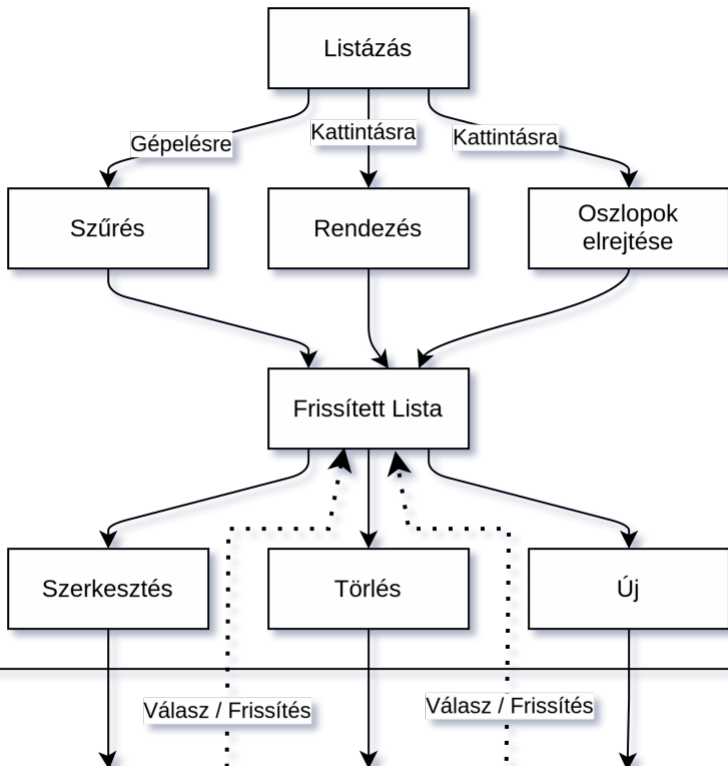 Listázás
Gépelésre
Kattintásra
Kattintásra
Szűrés
Rendezés
Oszlopok
elrejtése
Frissített Lista
Szerkesztés
Törlés
Új
Válasz / Frissítés
Válasz / Frissítés